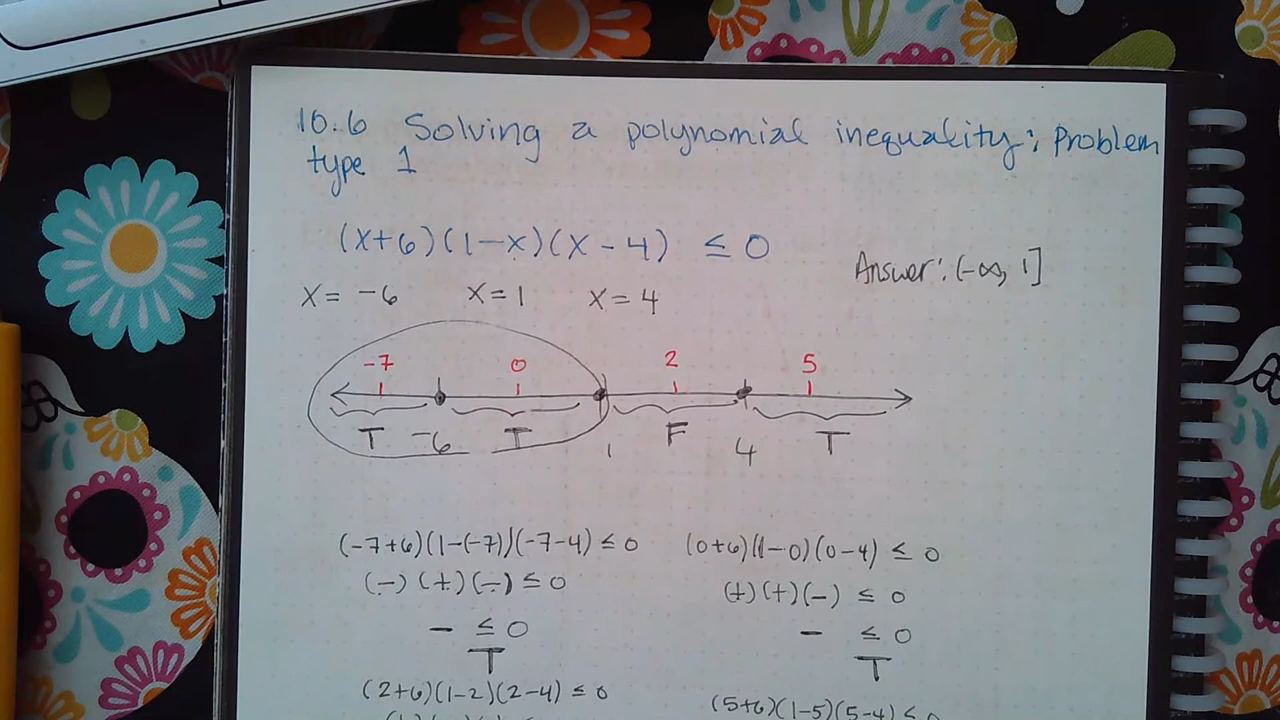 10.6 Solving a polynomial inequality; Problem
type 1
(x+6)(1-x)(x-4) ≤ 0
Answer: (-∞, 1]
x = -6 x = 1 x = 4
-7 0 2 5
T -6 T 1 F 4 T
(-7+6)(1-(-7))(-7-4) ≤ 0
(-)(+)(-) ≤ 0
- ≤ 0
T
(0+6)(1-0)(0-4) ≤ 0
(+)(+)(-) ≤ 0
- ≤ 0
T
(2+6)(1-2)(2-4) ≤ 0
(5+6)(1-5)(5-4) ≤ 0